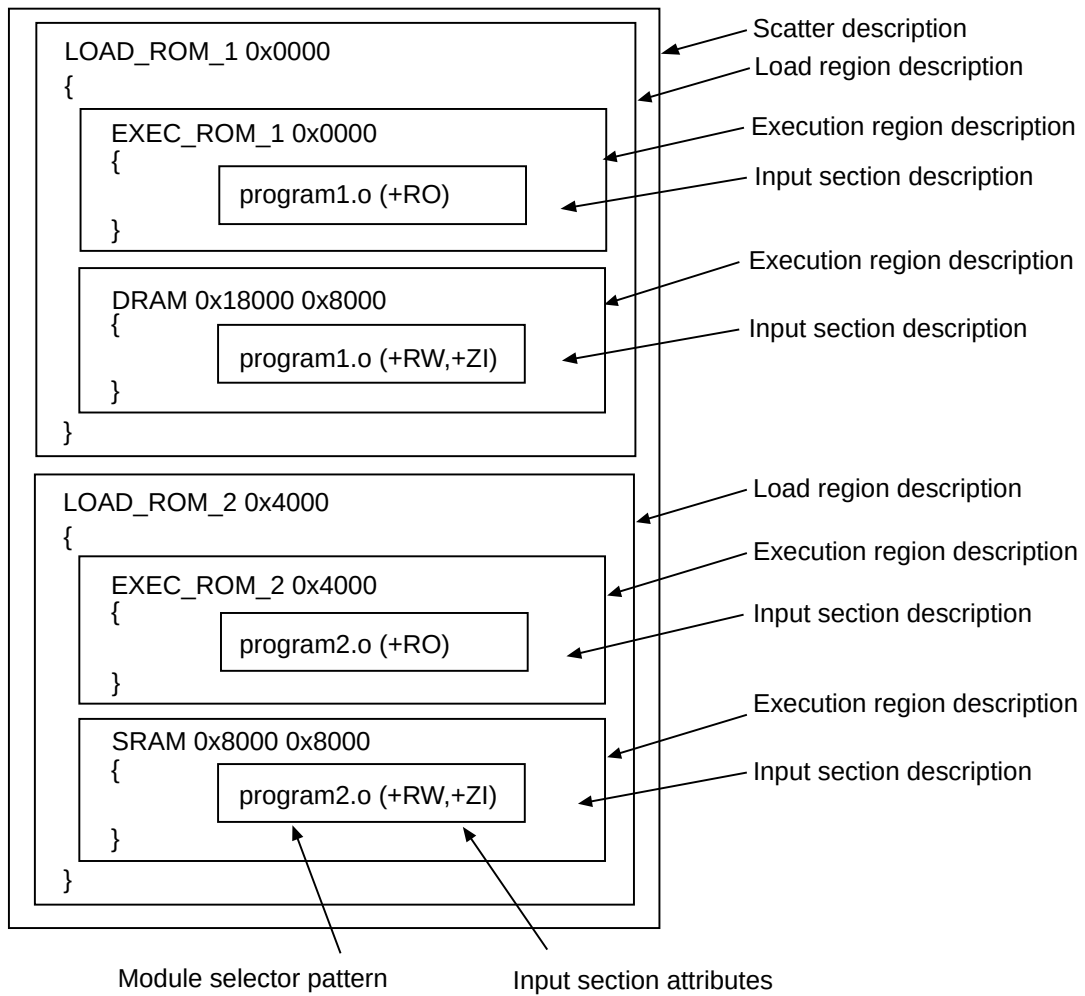 Scatter description
LOAD_ROM_1 0x0000
Load region description
{
EXEC_ROM_1 0x0000
Execution region description
{
program1.o (+RO)
Input section description
}
DRAM 0x18000 0x8000
Execution region description
{
program1.o (+RW,+ZI)
Input section description
}
}
LOAD_ROM_2 0x4000
Load region description
{
EXEC_ROM_2 0x4000
Execution region description
{
program2.o (+RO)
Input section description
}
SRAM 0x8000 0x8000
Execution region description
{
program2.o (+RW,+ZI)
Input section description
}
}
Module selector pattern
Input section attributes